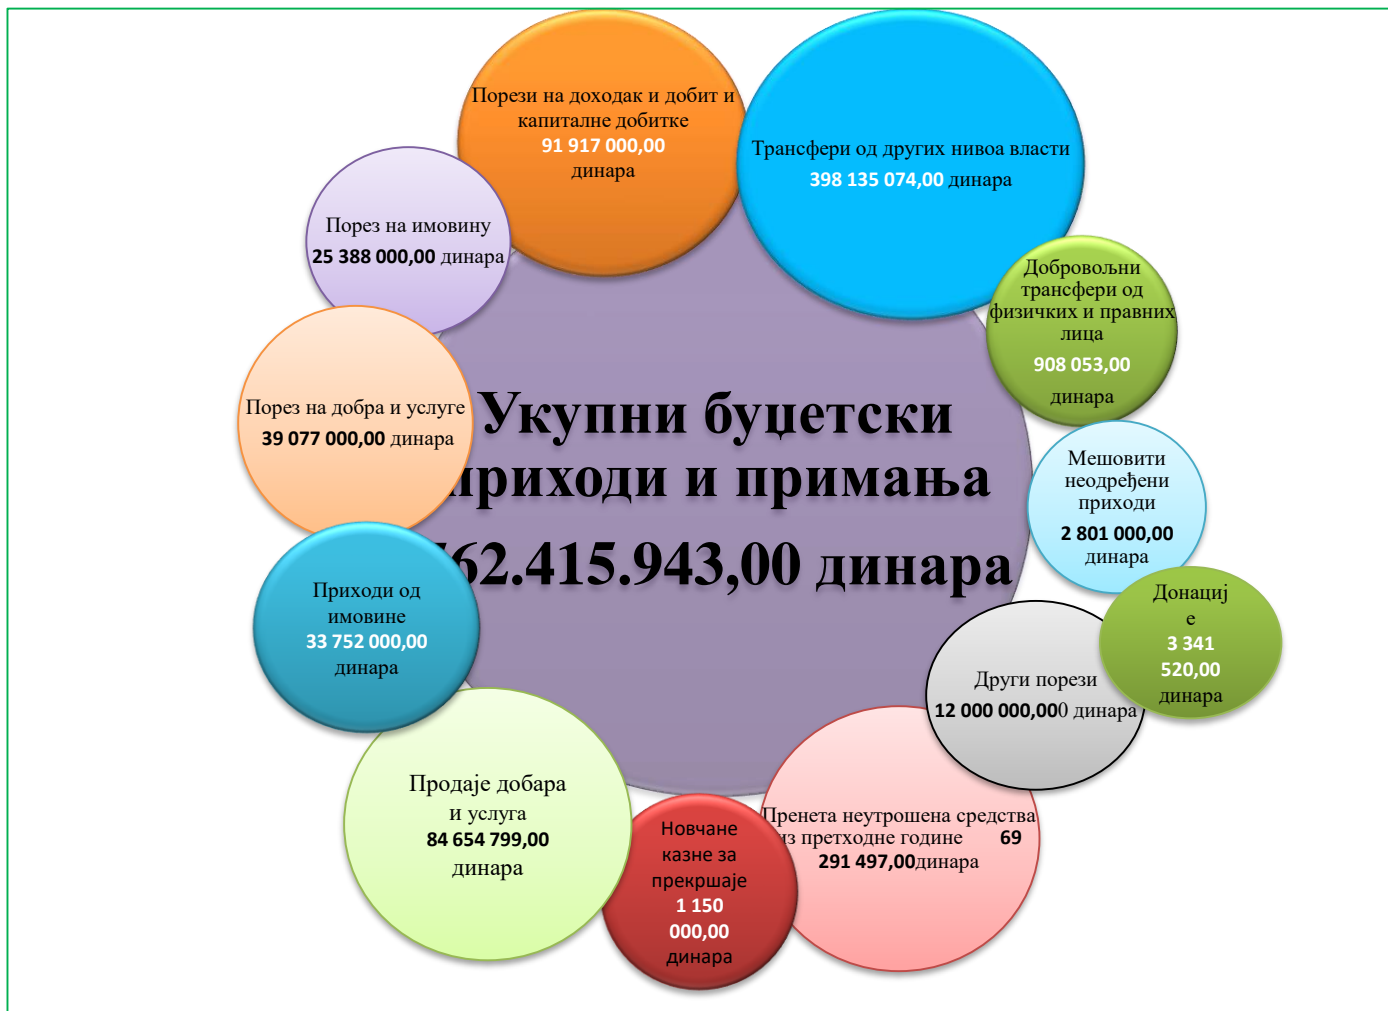 Порези на доходак и добит и
капиталне добитке
91 917 000,00
динара
Трансфери од других нивоа власти
398 135 074,00 динара
Порез на имовину
25 388 000,00 динара
Добровољни
трансфери од
физичких и правних
лица
908 053,00
динара
Порез на добра и услуге
39 077 000,00 динара
Укупни буџетски
приходи и примања
62.415.943,00 динара
Мешовити
неодређени
приходи
2 801 000,00
динара
Приходи од
имовине
33 752 000,00
динара
Донациј
е
3 341
520,00
динара
Други порези
12 000 000,000 динара
Продаје добара
и услуга
84 654 799,00
динара
Новчане
казне за
прекршаје
1 150
000,00
динара
Пренета неутрошена средства
из претходне године 69
291 497,00динара